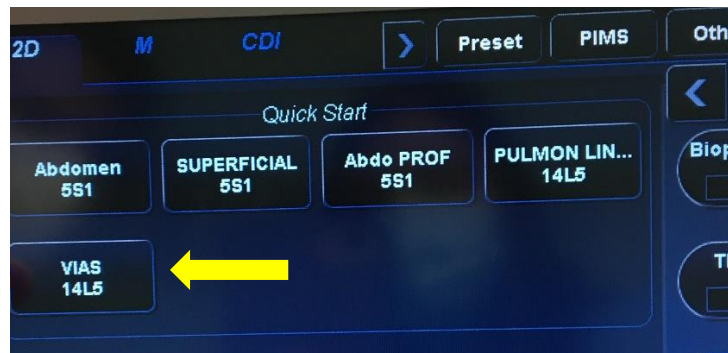 2D M CDI Preset PIMS
Quick Start
Abdomen
5S1
SUPERFICIAL
5S1
Abdo PROF
5S1
PULMON LIN...
14L5
VIAS
14L5